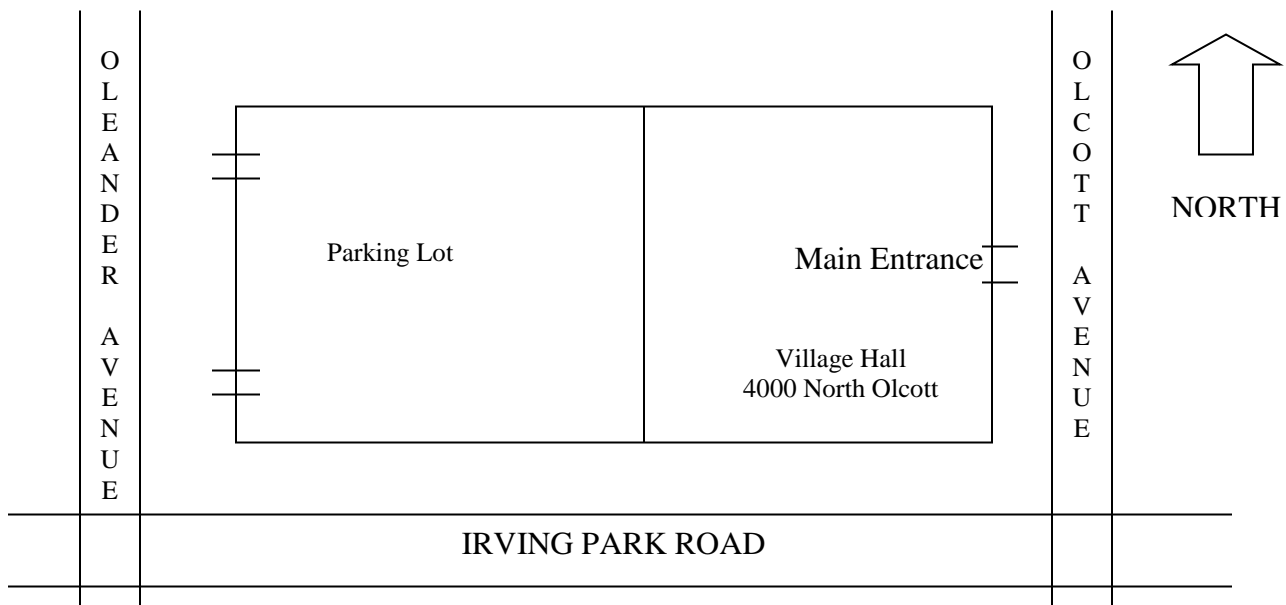 OLEANDER AVENUE
OLCOTT AVENUE
NORTH
Parking Lot
Main Entrance
Village Hall
4000 North Olcott
IRVING PARK ROAD